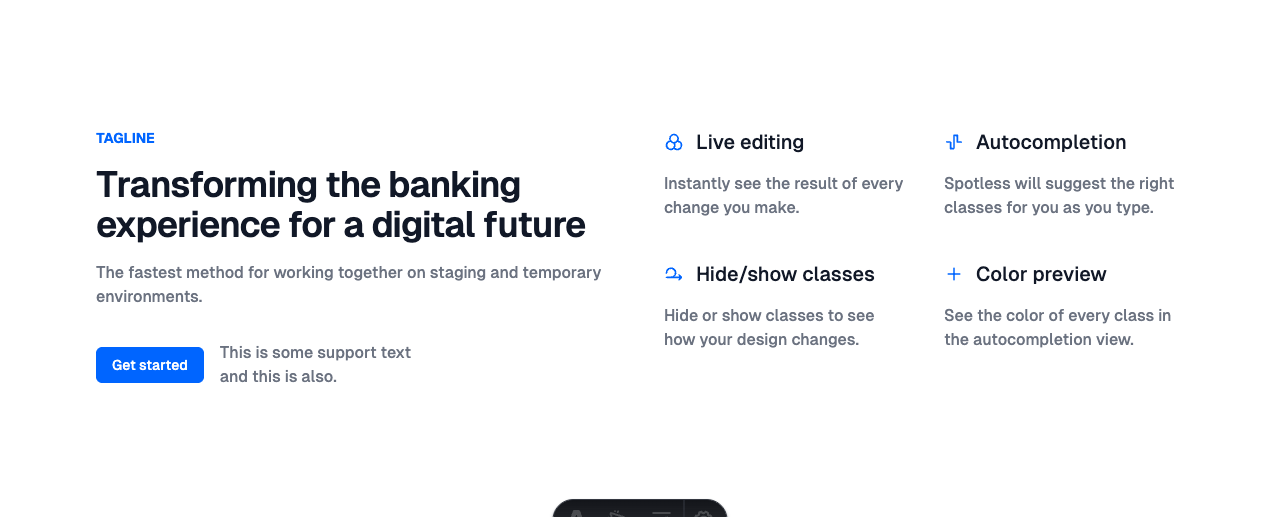 TAGLINE
Transforming the banking
experience for a digital future
The fastest method for working together on staging and temporary
environments.
Get started
This is some support text
and this is also.
Live editing
Instantly see the result of every
change you make.
Autocompletion
Spotless will suggest the right
classes for you as you type.
Hide/show classes
Hide or show classes to see
how your design changes.
Color preview
See the color of every class in
the autocompletion view.